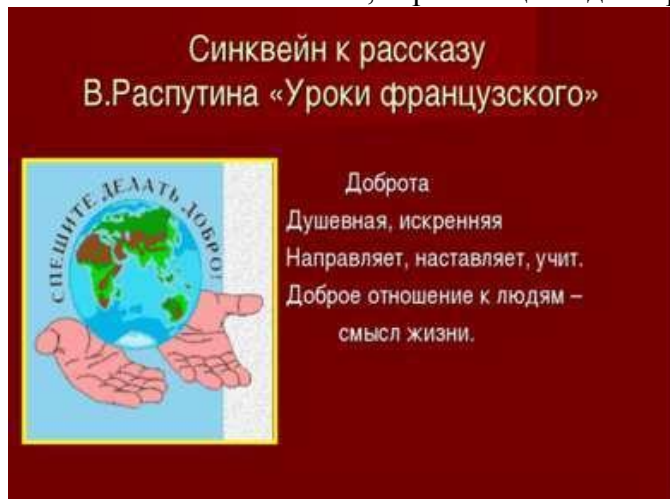 Синквейн к рассказу
В.Распутина «Уроки французского»
СПЕШИТЕ ДЕЛАТЬ ДОБРО!
Доброта
Душевная, искренняя
Направляет, наставляет, учит.
Доброе отношение к людям –
смысл жизни.